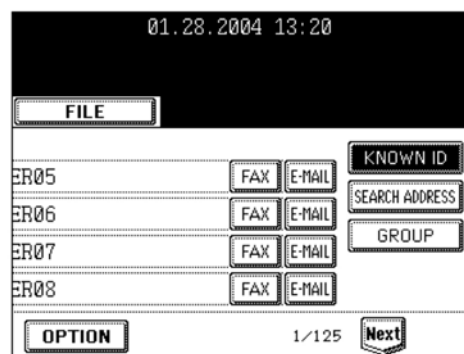 01.28.2004 13:20
FILE
KNOWN ID
ER05 FAX E-MAIL
SEARCH ADDRESS
ER06 FAX E-MAIL
GROUP
ER07 FAX E-MAIL
ER08 FAX E-MAIL
OPTION 1/125 Next